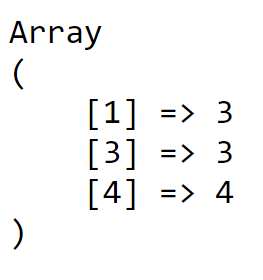 Array
(
    [1] => 3
    [3] => 3
    [4] => 4
)